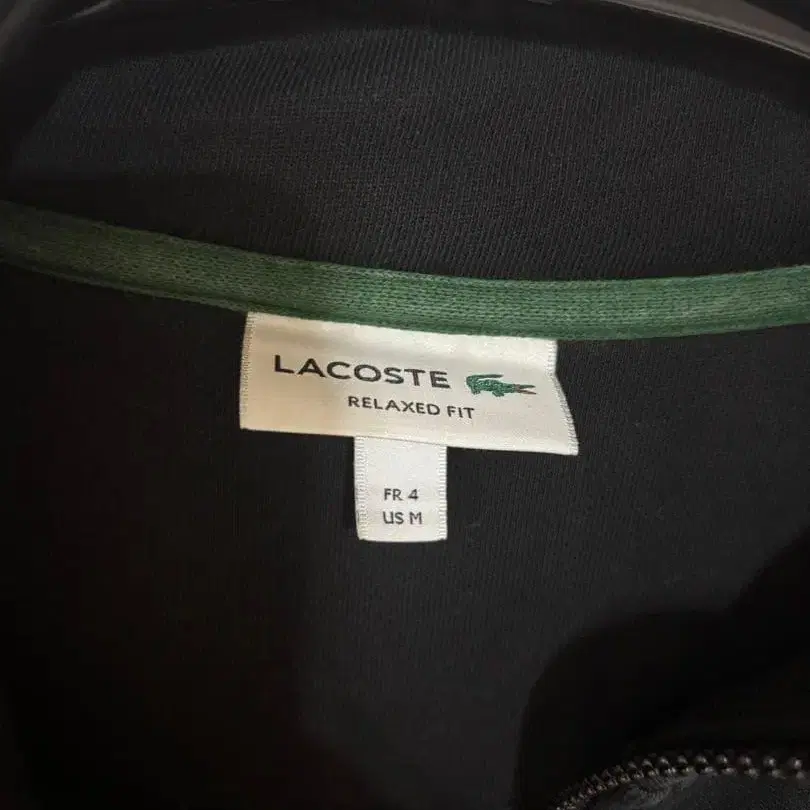 LACOSTE
RELAXED FIT
FR 4
US M